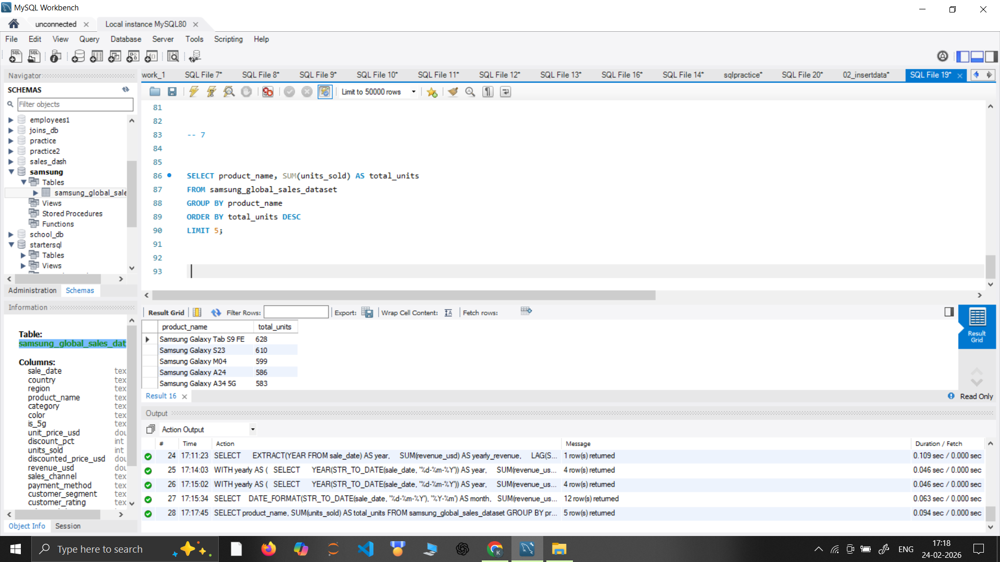 MySQL Workbench
unconnected
Local instance MySQL80
File Edit View Query Database Server Tools Scripting Help
Navigator
SCHEMAS
Filter objects
employees1
joins_db
practice
practice2
sales_dash
samsung
Tables
samsung_global_sale
Views
Stored Procedures
Functions
school_db
startersql
Tables
Views
Administration Schemas
Information
Table:
samsung_global_sales_dat
Columns:
sale_date tex
country tex
region tex
product_name tex
category tex
color tex
is_5g tex
unit_price_usd dou
discount_pct int
units_sold int
discounted_price_usd dou
revenue_usd dou
sales_channel tex
payment_method tex
customer_segment tex
customer_rating tex
Object Info Session
work_1 SQL File 7* SQL File 8* SQL File 9* SQL File 10* SQL File 11* SQL File 12* SQL File 13* SQL File 16* SQL File 14* sqlpractice* SQL File 20* 02_insertdata* SQL File 19*
Limit to 50000 rows
81
82
83 -- 7
84
85
86 SELECT product_name, SUM(units_sold) AS total_units
87 FROM samsung_global_sales_dataset
88 GROUP BY product_name
89 ORDER BY total_units DESC
90 LIMIT 5;
91
92
93
Result Grid Filter Rows: Export: Wrap Cell Content: Fetch rows:
product_name total_units
Samsung Galaxy Tab S9 FE 628
Samsung Galaxy S23 610
Samsung Galaxy M04 599
Samsung Galaxy A24 586
Samsung Galaxy A34 5G 583
Result Grid
Result 16
Read Only
Output
Action Output
# Time Action Message Duration / Fetch
24 17:11:23 SELECT EXTRACT(YEAR FROM sale_date) AS year, SUM(revenue_usd) AS yearly_revenue, LAG(S... 1 row(s) returned 0.109 sec / 0.000 sec
25 17:14:03 WITH yearly AS ( SELECT YEAR(STR_TO_DATE(sale_date, '%d-%m-%Y')) AS year, SUM(revenue_us... 4 row(s) returned 0.046 sec / 0.000 sec
26 17:15:02 WITH yearly AS ( SELECT YEAR(STR_TO_DATE(sale_date, '%d-%m-%Y')) AS year, SUM(revenue_us... 4 row(s) returned 0.046 sec / 0.000 sec
27 17:15:34 SELECT DATE_FORMAT(STR_TO_DATE(sale_date, '%d-%m-%Y'), '%Y-%m') AS month, SUM(revenue_us... 12 row(s) returned 0.063 sec / 0.000 sec
28 17:17:45 SELECT product_name, SUM(units_sold) AS total_units FROM samsung_global_sales_dataset GROUP BY pr... 5 row(s) returned 0.094 sec / 0.000 sec
Type here to search
ENG
17:18
24-02-2026